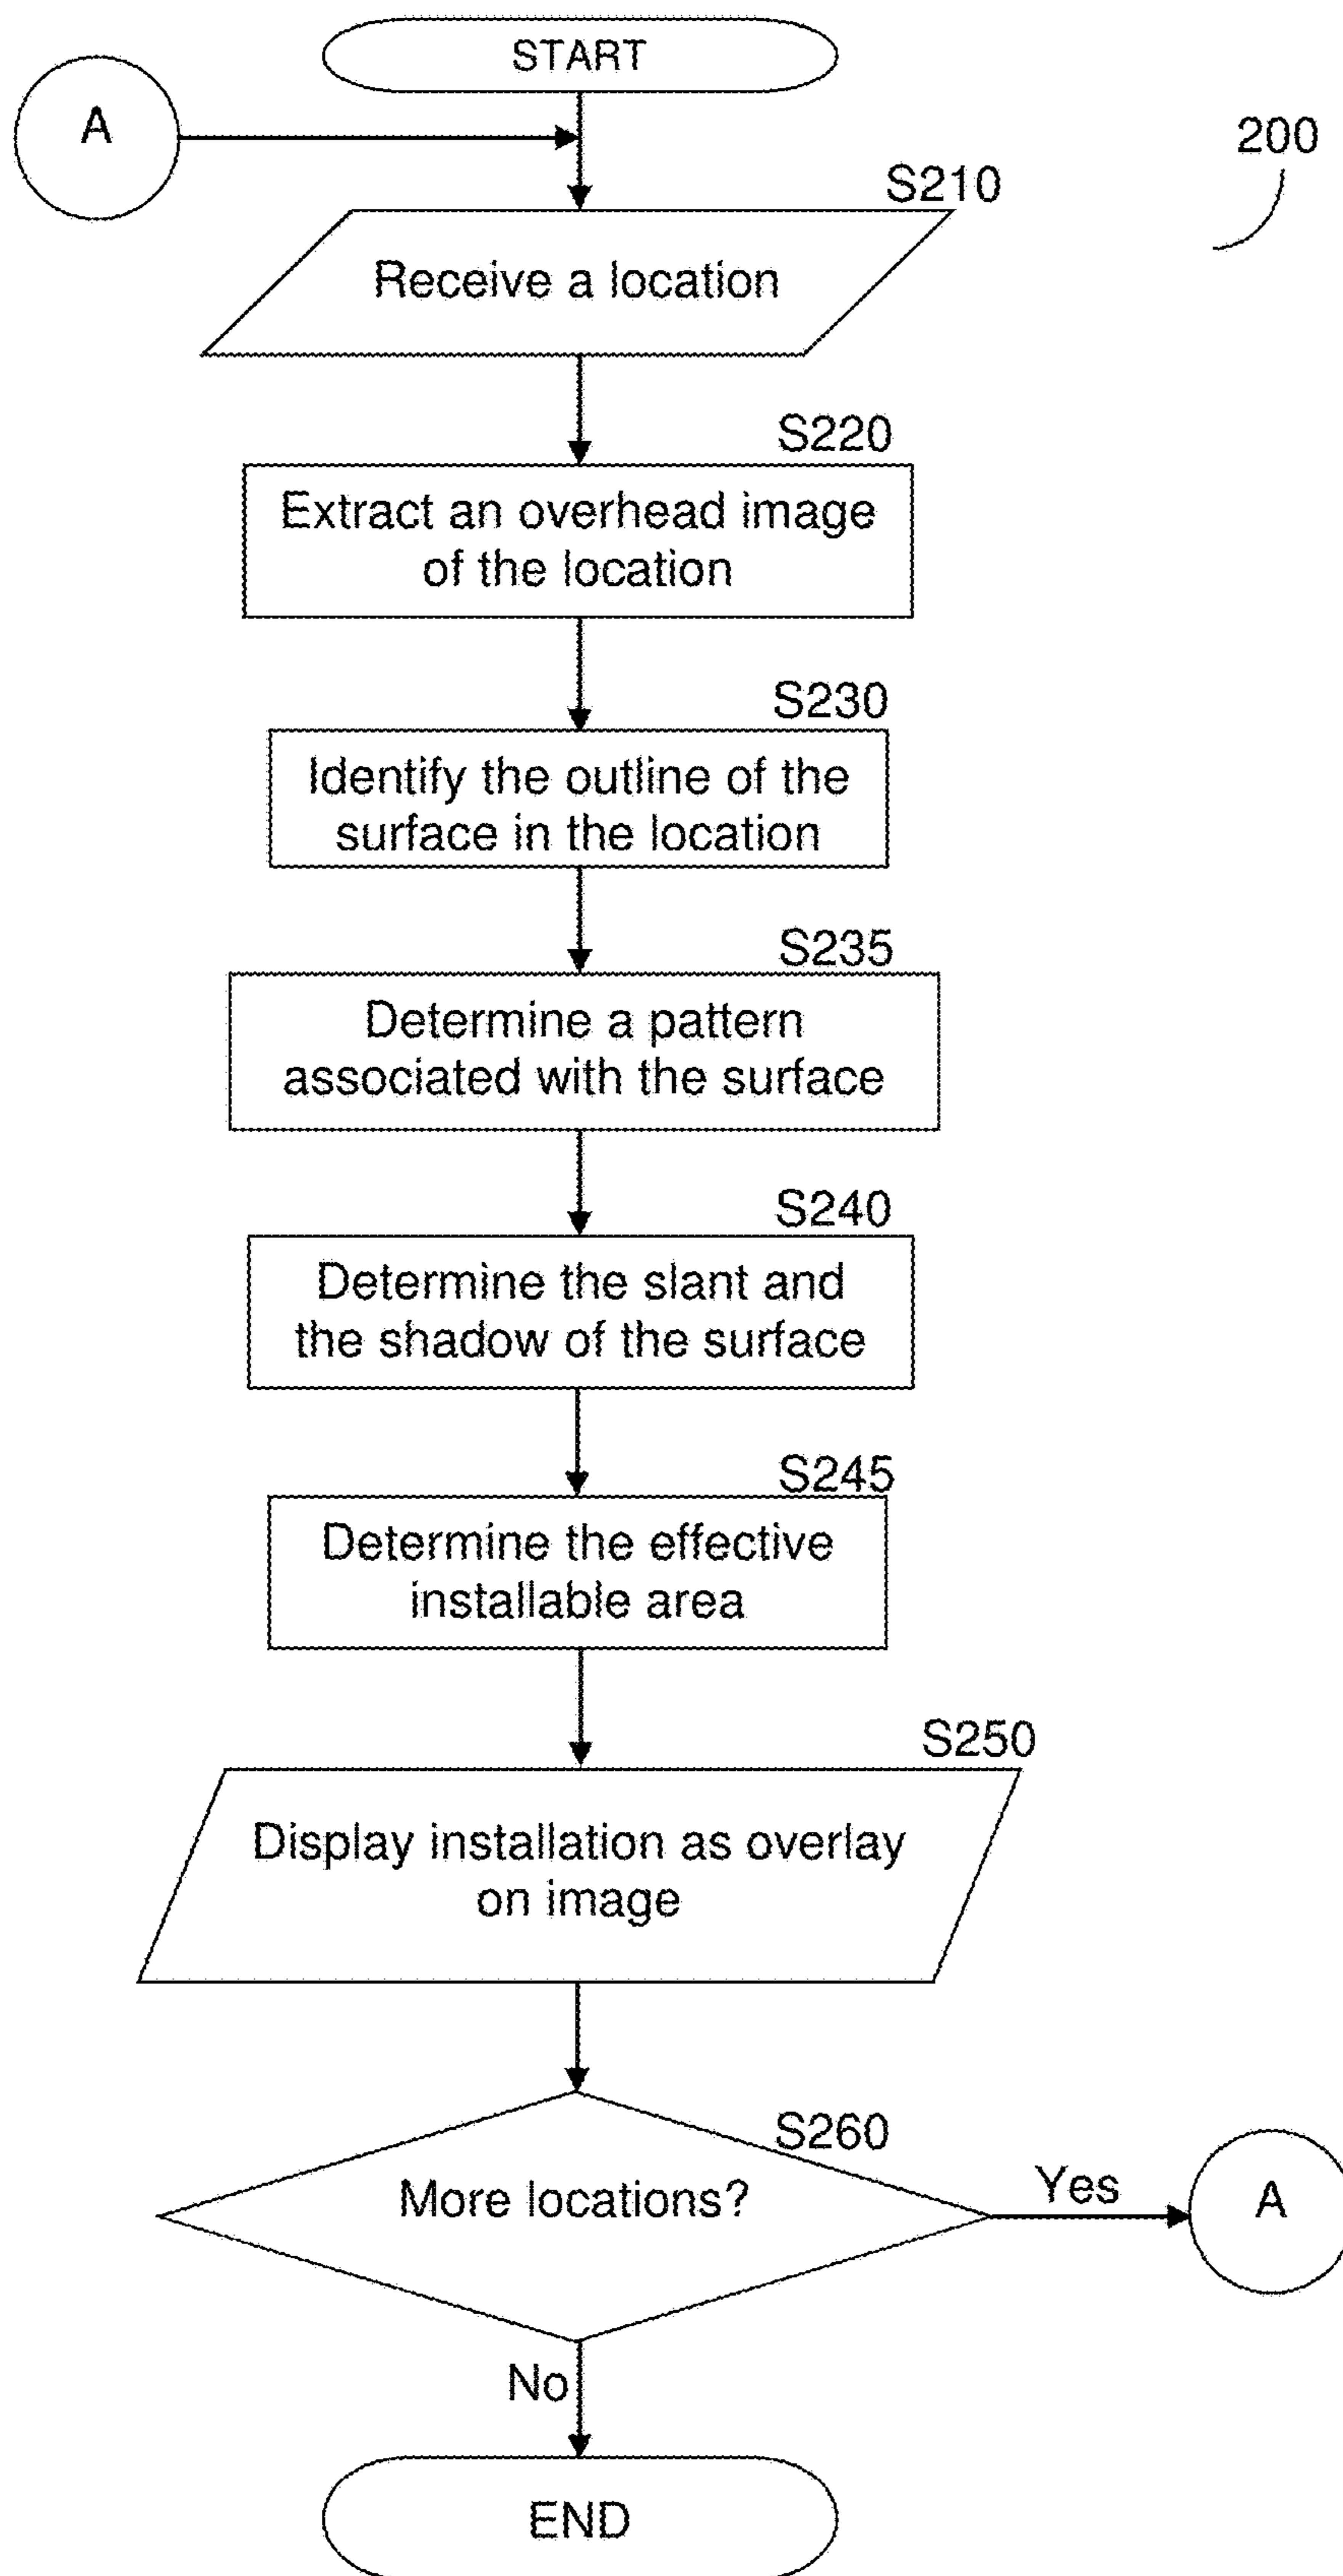 START
A
200
S210
Receive a location
S220
Extract an overhead image
of the location
S230
Identify the outline of the
surface in the location
S235
Determine a pattern
associated with the surface
S240
Determine the slant and
the shadow of the surface
S245
Determine the effective
installable area
S250
Display installation as overlay
on image
S260
More locations?
Yes
A
No
END